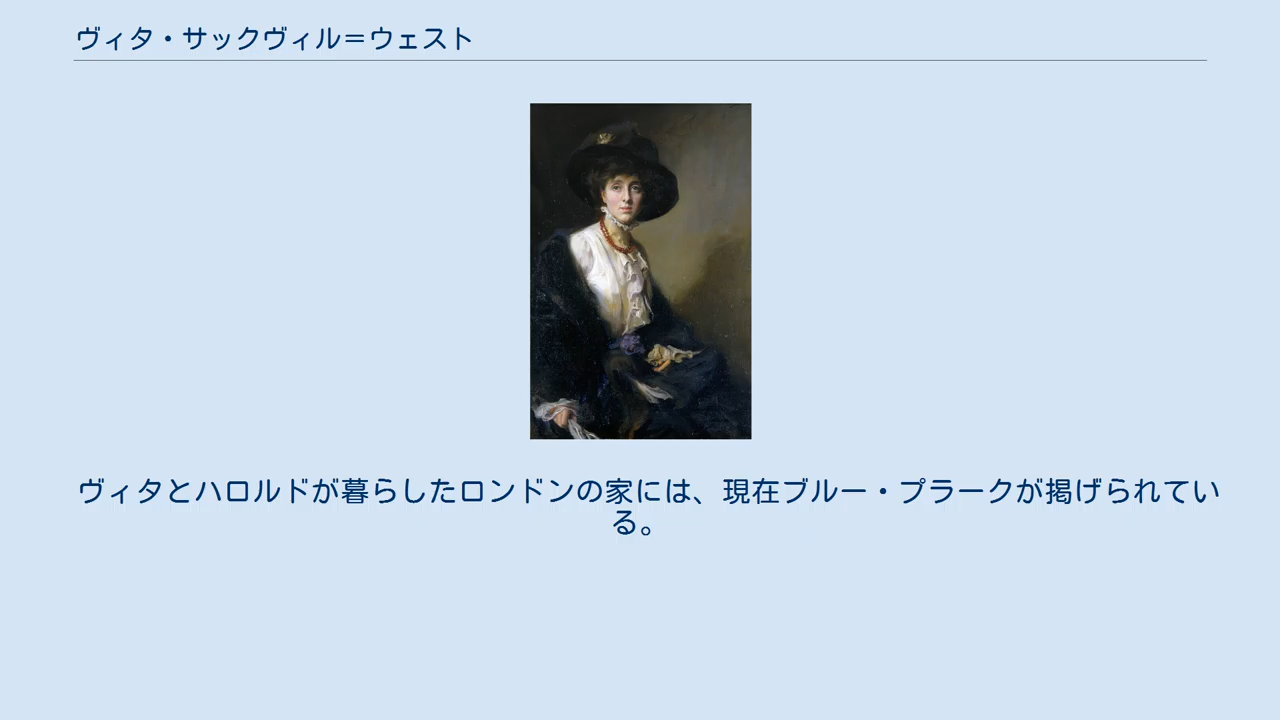 ヴィタ・サックヴィル＝ウェスト
ヴィタとハロルドが暮らしたロンドンの家には、現在ブルー・プラークが掲げられてい
る。